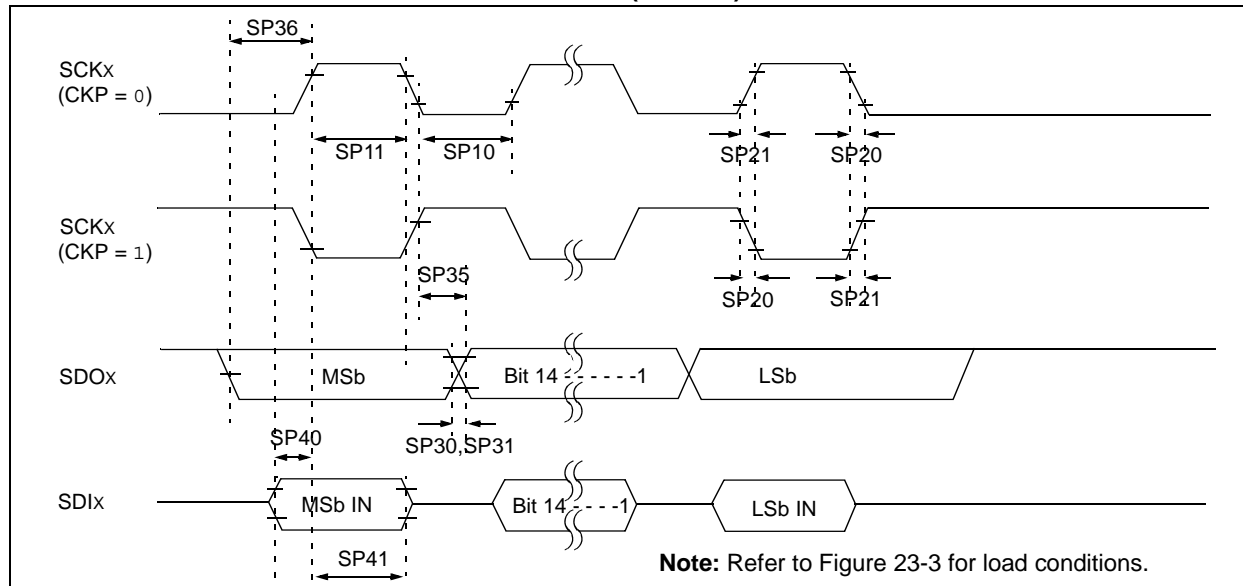 SP36
SCKx
(CKP = 0)
SP11 SP10 SP21 SP20
SCKx
(CKP = 1)
SP35 SP20 SP21
SDOx MSb Bit 14 - - - - - -1 LSb
SP40 SP30,SP31
SDIx MSb IN Bit 14 - - - -1 LSb IN
SP41
Note: Refer to Figure 23-3 for load conditions.